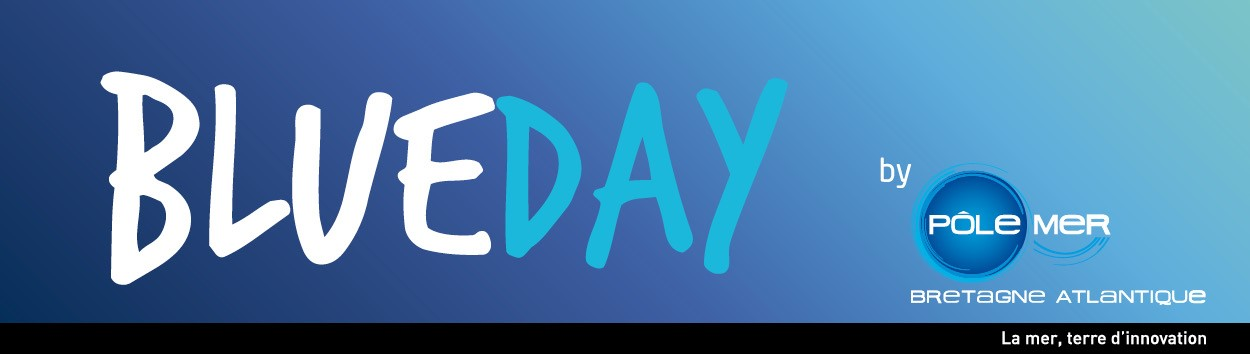 BLUEDAY
by
PÔLE MER
BRETAGNE ATLANTIQUE
La mer, terre d'innovation